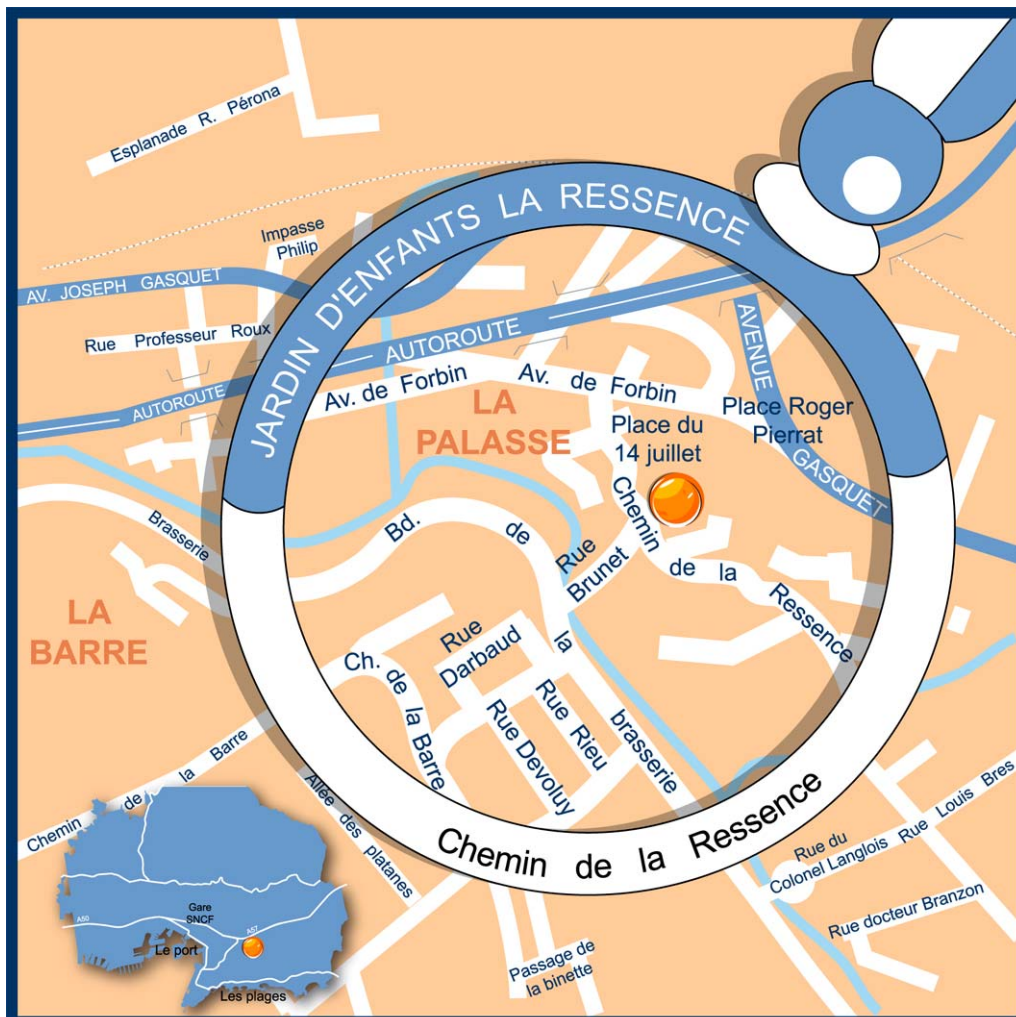 Esplanade R. Pérona
JARDIN D'ENFANTS LA RESSENCE
Impasse
Philip
AV. JOSEPH GASQUET
Rue Professeur Roux
AUTOROUTE
AUTOROUTE
AVENUE
GASQUET
Av. de Forbin
Av. de Forbin
LA
PALASSE
Place du
14 juillet
Place Roger
Pierrat
Brasserie
Bd. de la brasserie
Rue
Brunet
Chemin de la Ressence
LA
BARRE
Rue
Darbaud
Ch. de la Barre
Rue Rieu
Rue Devoluy
Chemin de la Barre
Allée des platanes
Chemin de la Ressence
Rue du
Colonel Langlois
Rue Louis Bres
Rue docteur Branzon
Passage de
la binette
Gare
SNCF
A50
A57
Le port
Les plages